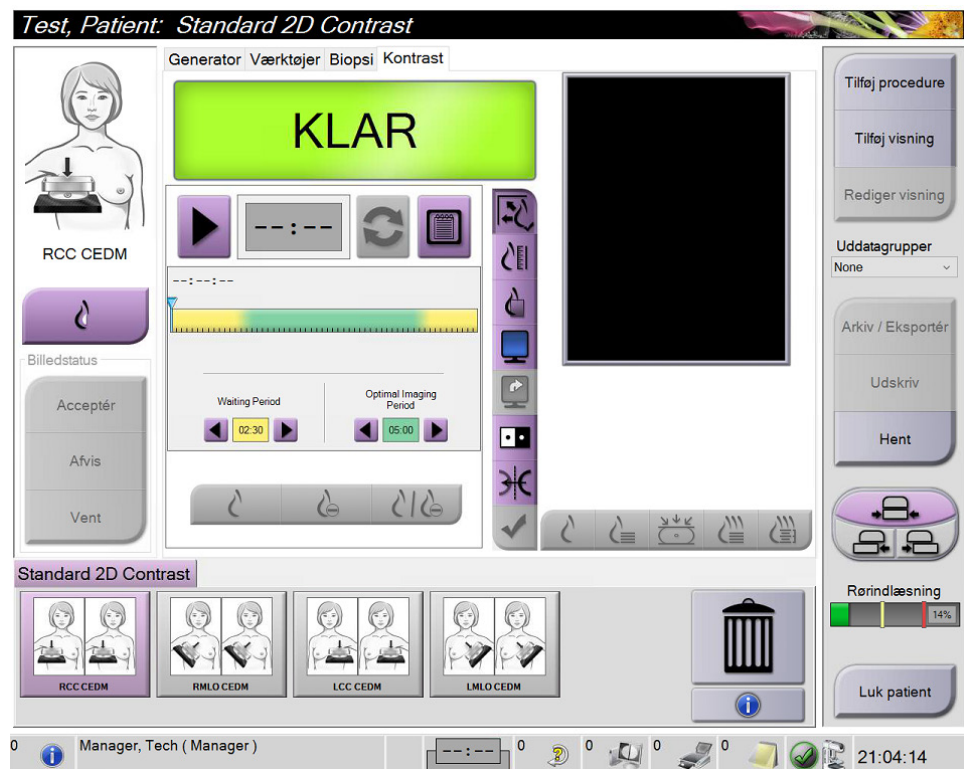 Test, Patient: Standard 2D Contrast
Generator Værktøjer Biopsi Kontrast
KLAR
RCC CEDM
--:--
--:--:--
Waiting Period
Optimal Imaging
Period
02:30
05:00
Billedstatus
Acceptér
Afvis
Vent
Tilføj procedure
Tilføj visning
Rediger visning
Uddatagrupper
None
Arkiv / Eksportér
Udskriv
Hent
Rørindlæsning
14%
Luk patient
Standard 2D Contrast
RCC CEDM
RMLO CEDM
LCC CEDM
LMLO CEDM
0 Manager, Tech ( Manager ) --:-- 0 0 0 0 21:04:14